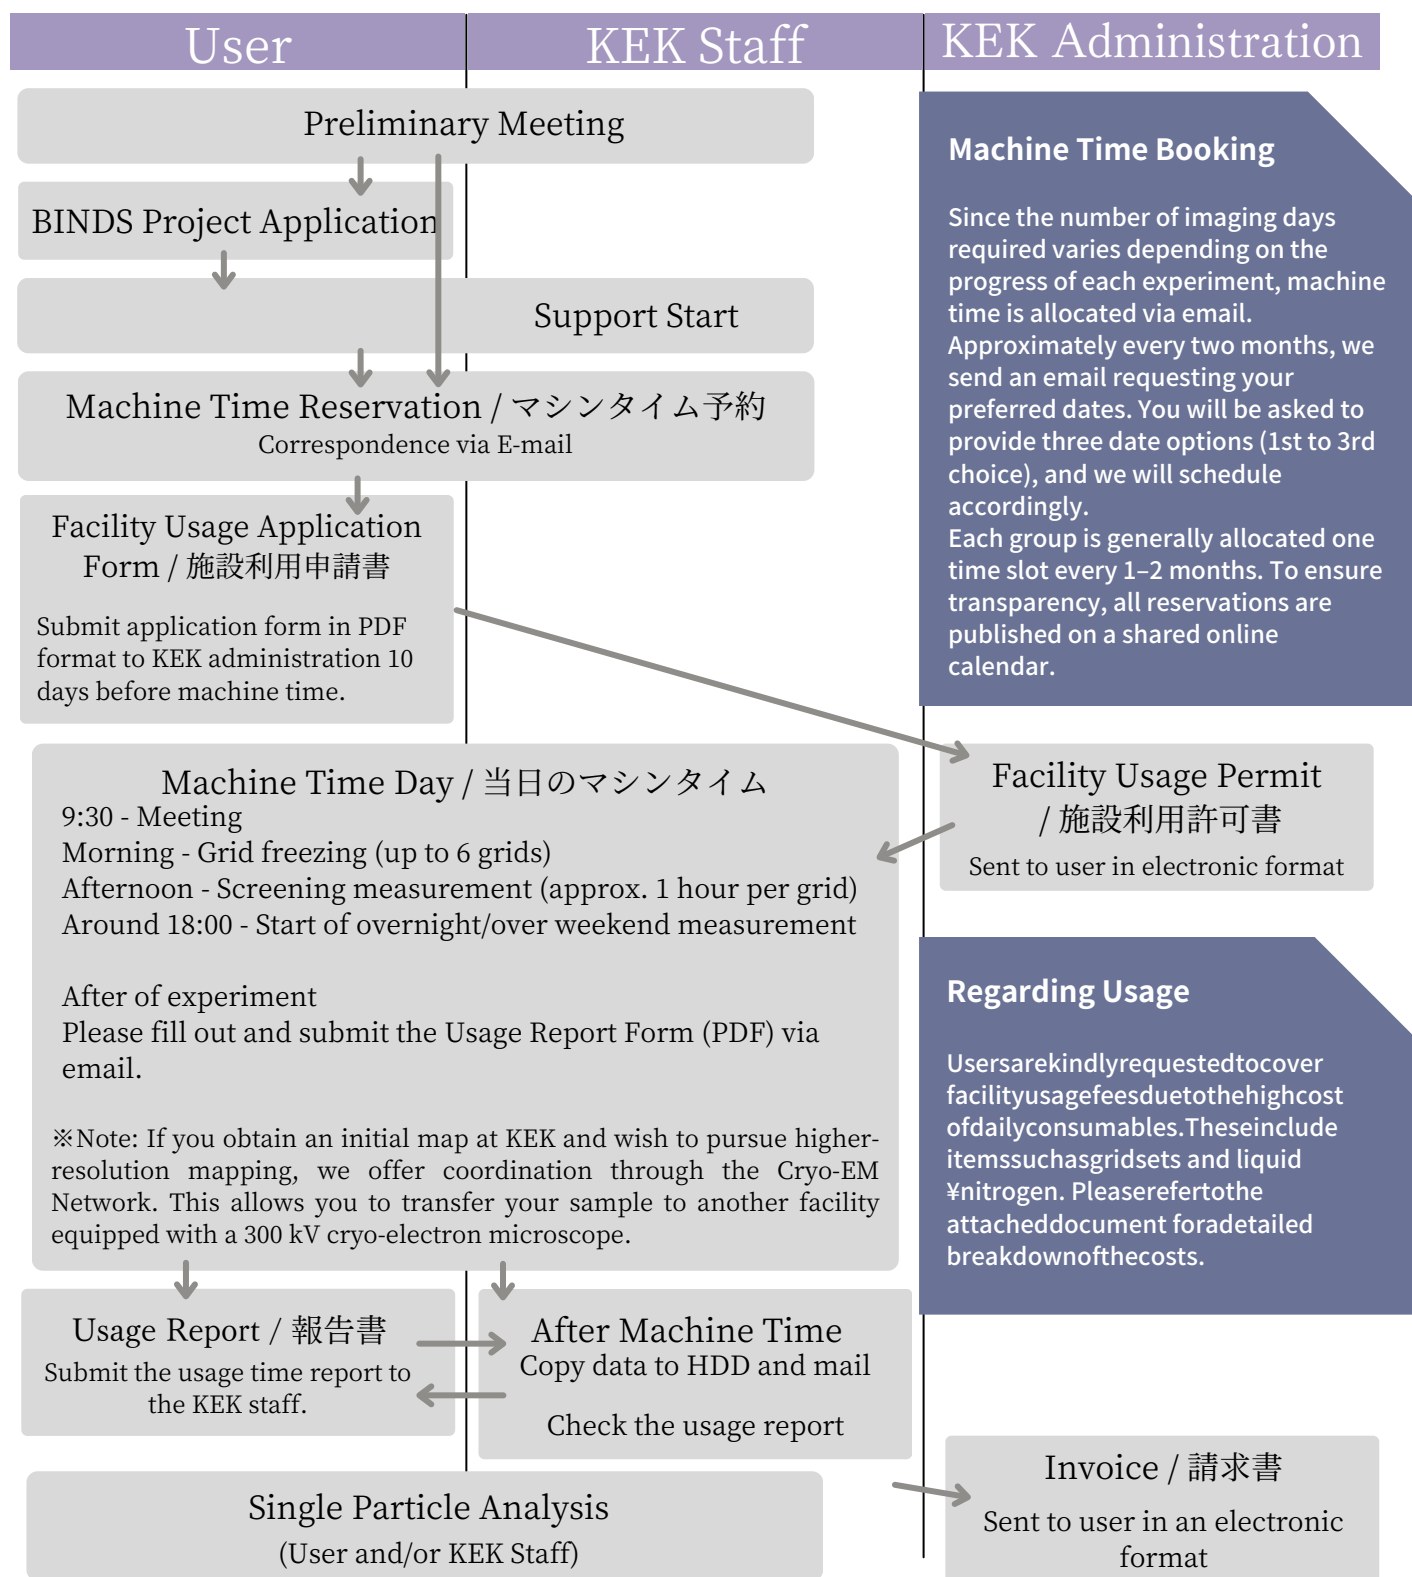 User
KEK Staff
KEK Administration
Preliminary Meeting
BINDS Project Application
Support Start
Machine Time Reservation / マシンタイム予約
Correspondence via E-mail
Facility Usage Application
Form / 施設利用申請書
Submit application form in PDF
format to KEK administration 10
days before machine time.
Machine Time Booking
Since the number of imaging days
required varies depending on the
progress of each experiment, machine
time is allocated via email.
Approximately every two months, we
send an email requesting your
preferred dates. You will be asked to
provide three date options (1st to 3rd
choice), and we will schedule
accordingly.
Each group is generally allocated one
time slot every 1–2 months. To ensure
transparency, all reservations are
published on a shared online
calendar.
Machine Time Day / 当日のマシンタイム
9:30 - Meeting
Morning - Grid freezing (up to 6 grids)
Afternoon - Screening measurement (approx. 1 hour per grid)
Around 18:00 - Start of overnight/over weekend measurement
After of experiment
Please fill out and submit the Usage Report Form (PDF) via
email.
※Note: If you obtain an initial map at KEK and wish to pursue higher-
resolution mapping, we offer coordination through the Cryo-EM
Network. This allows you to transfer your sample to another facility
equipped with a 300 kV cryo-electron microscope.
Facility Usage Permit
/ 施設利用許可書
Sent to user in electronic format
Regarding Usage
Usersarekindlyrequestedtocover
facilityusagefeesduetothehighcost
ofdailyconsumables.Theseinclude
itemssuchasgridsets and liquid
¥nitrogen. Pleaserefertothe
attacheddocument foradetailed
breakdownofthecosts.
Usage Report / 報告書
Submit the usage time report to
the KEK staff.
After Machine Time
Copy data to HDD and mail
Check the usage report
Single Particle Analysis
(User and/or KEK Staff)
Invoice / 請求書
Sent to user in an electronic
format